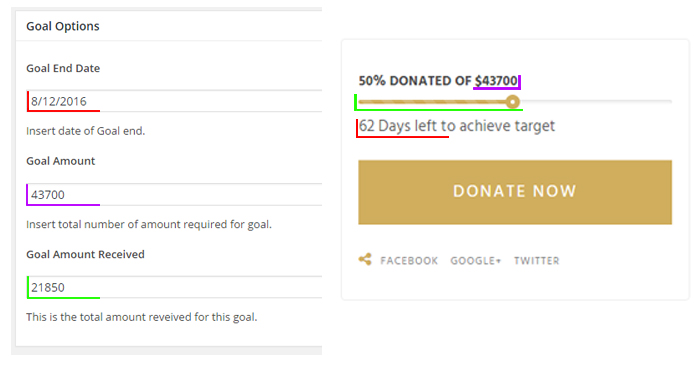 Goal Options
Goal End Date
8/12/2016
Insert date of Goal end.
Goal Amount
43700
Insert total number of amount required for goal.
Goal Amount Received
21850
This is the total amount reveived for this goal.
50% DONATED OF $43700
62 Days left to achieve target
DONATE NOW
FACEBOOK GOOGLE+ TWITTER